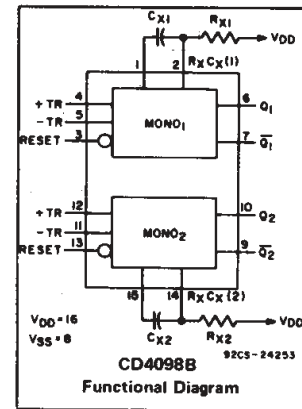 CX1 RX1
VDD
1 2 RXCX(1)
+TR 4
-TR 5
RESET 3
MONO1
6 Q1
7 Q1
+TR 12
-TR 11
RESET 13
MONO2
10 Q2
9 Q2
15 14 RXCX(2)
VDD=16
VSS=8
CX2 RX2
VDD
92CS-24253
CD4098B
Functional Diagram